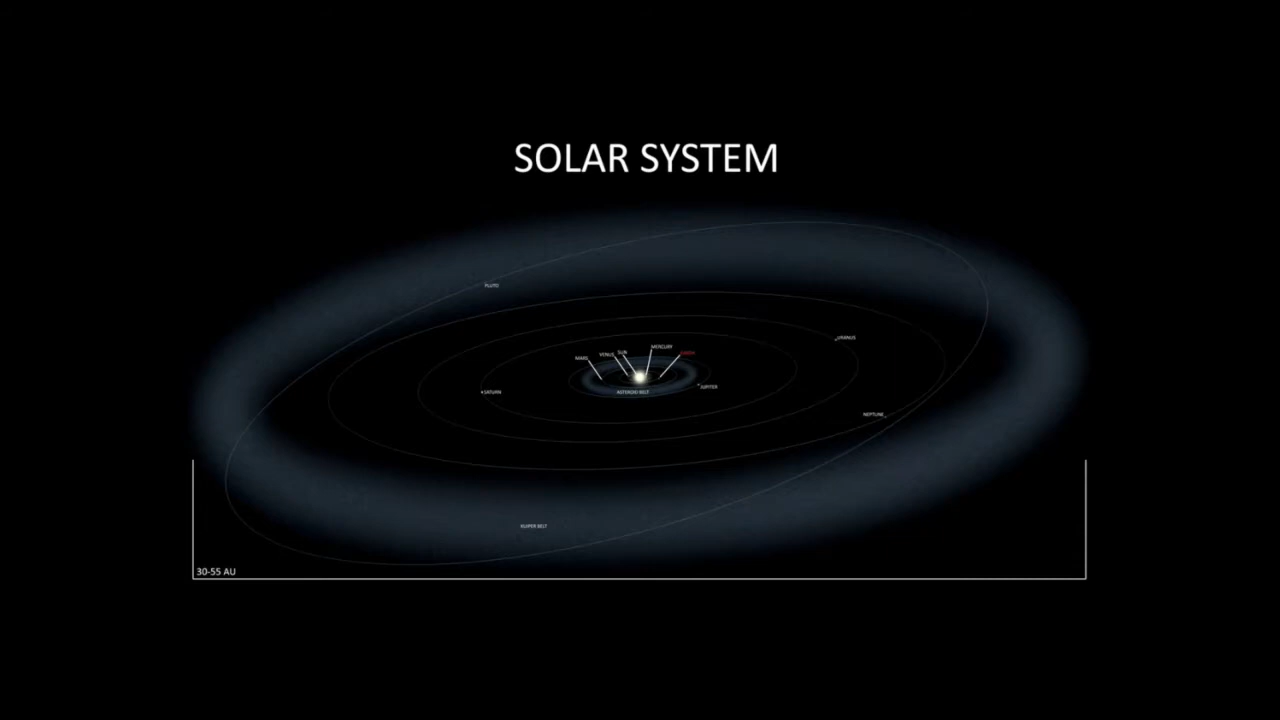 SOLAR SYSTEM
PLUTO
URANUS
MERCURY
SUN
VENUS
EARTH
MARS
JUPITER
SATURN
ASTEROID BELT
NEPTUNE
KUIPER BELT
30-55 AU